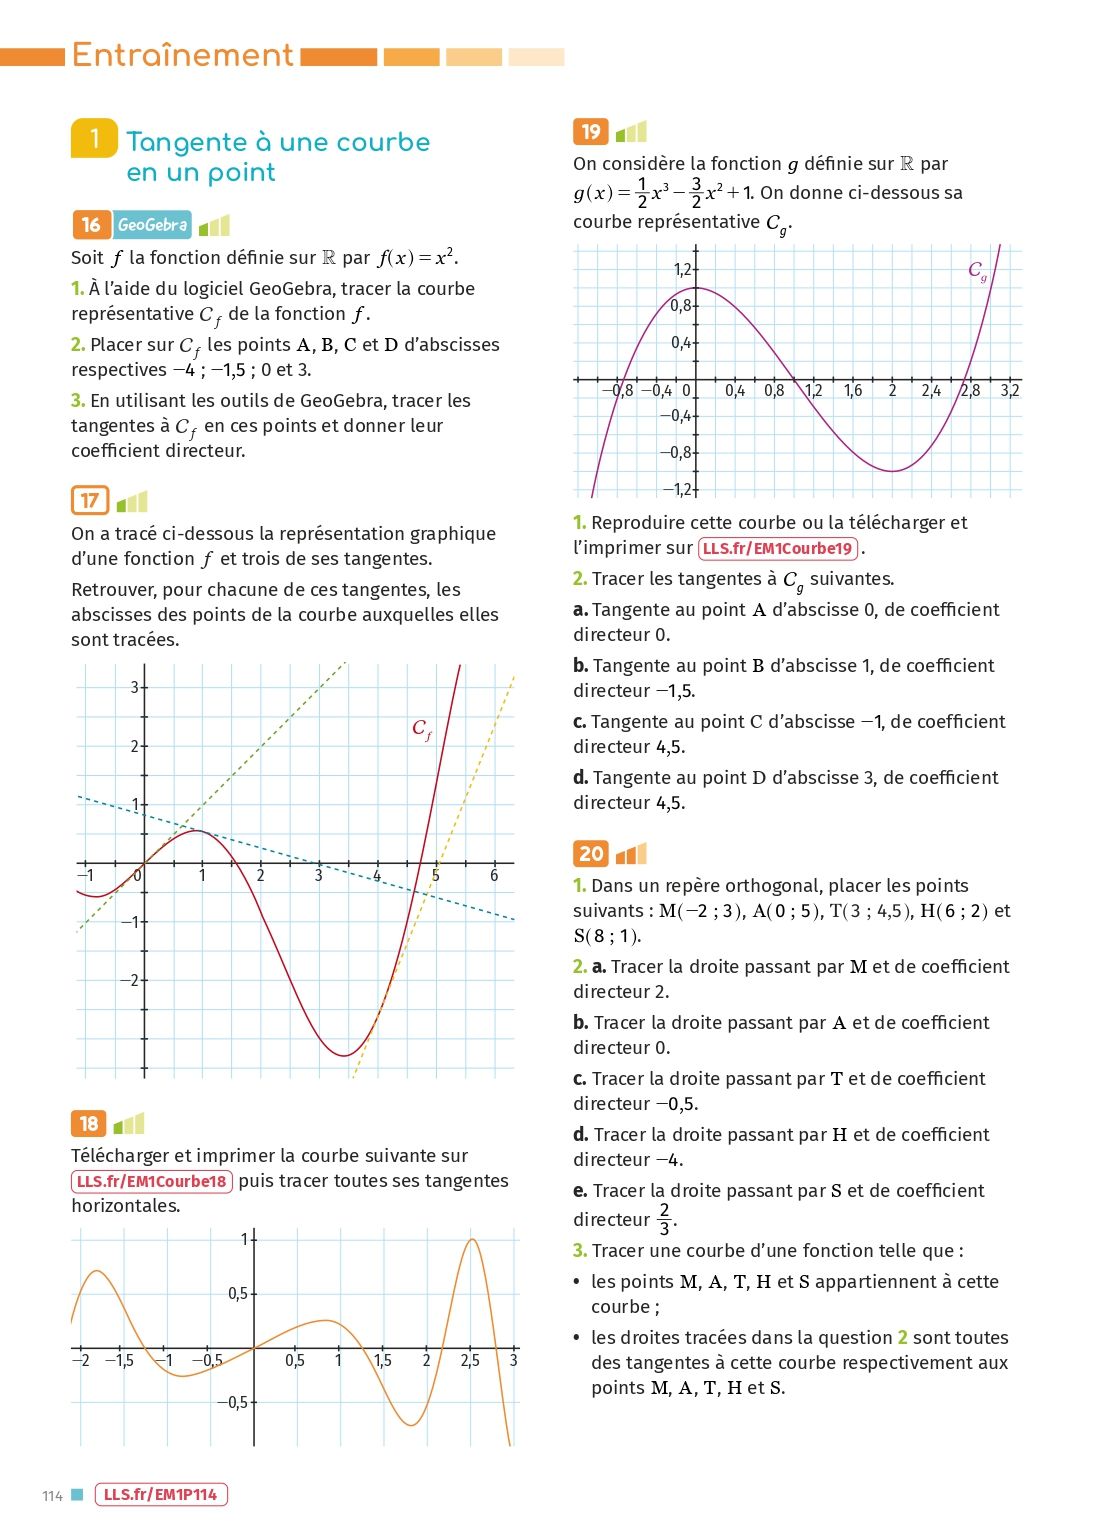 Entraînement
1
Tangente à une courbe
en un point
16 GeoGebra
Soit f la fonction définie sur ℝ par f(x) = x².
1. À l’aide du logiciel GeoGebra, tracer la courbe
représentative C_f de la fonction f.
2. Placer sur C_f les points A, B, C et D d’abscisses
respectives −4 ; −1,5 ; 0 et 3.
3. En utilisant les outils de GeoGebra, tracer les
tangentes à C_f en ces points et donner leur
coefficient directeur.
17
On a tracé ci-dessous la représentation graphique
d’une fonction f et trois de ses tangentes.
Retrouver, pour chacune de ces tangentes, les
abscisses des points de la courbe auxquelles elles
sont tracées.
3
C_f
2
1
−1 0 1 2 3 4 5 6
−1
−2
18
Télécharger et imprimer la courbe suivante sur
LLS.fr/EM1Courbe18 puis tracer toutes ses tangentes
horizontales.
1
0,5
−2 −1,5 −1 −0,5 0,5 1 1,5 2 2,5 3
−0,5
19
On considère la fonction g définie sur ℝ par
g(x) = 1/2 x³ − 3/2 x² + 1. On donne ci-dessous sa
courbe représentative C_g.
1,2
C_g
0,8
0,4
−0,8 −0,4 0 0,4 0,8 1,2 1,6 2 2,4 2,8 3,2
−0,4
−0,8
−1,2
1. Reproduire cette courbe ou la télécharger et
l’imprimer sur LLS.fr/EM1Courbe19 .
2. Tracer les tangentes à C_g suivantes.
a. Tangente au point A d’abscisse 0, de coefficient
directeur 0.
b. Tangente au point B d’abscisse 1, de coefficient
directeur −1,5.
c. Tangente au point C d’abscisse −1, de coefficient
directeur 4,5.
d. Tangente au point D d’abscisse 3, de coefficient
directeur 4,5.
20
1. Dans un repère orthogonal, placer les points
suivants : M(−2 ; 3), A(0 ; 5), T(3 ; 4,5), H(6 ; 2) et
S(8 ; 1).
2. a. Tracer la droite passant par M et de coefficient
directeur 2.
b. Tracer la droite passant par A et de coefficient
directeur 0.
c. Tracer la droite passant par T et de coefficient
directeur −0,5.
d. Tracer la droite passant par H et de coefficient
directeur −4.
e. Tracer la droite passant par S et de coefficient
directeur 2/3.
3. Tracer une courbe d’une fonction telle que :
• les points M, A, T, H et S appartiennent à cette
courbe ;
• les droites tracées dans la question 2 sont toutes
des tangentes à cette courbe respectivement aux
points M, A, T, H et S.
114 LLS.fr/EM1P114